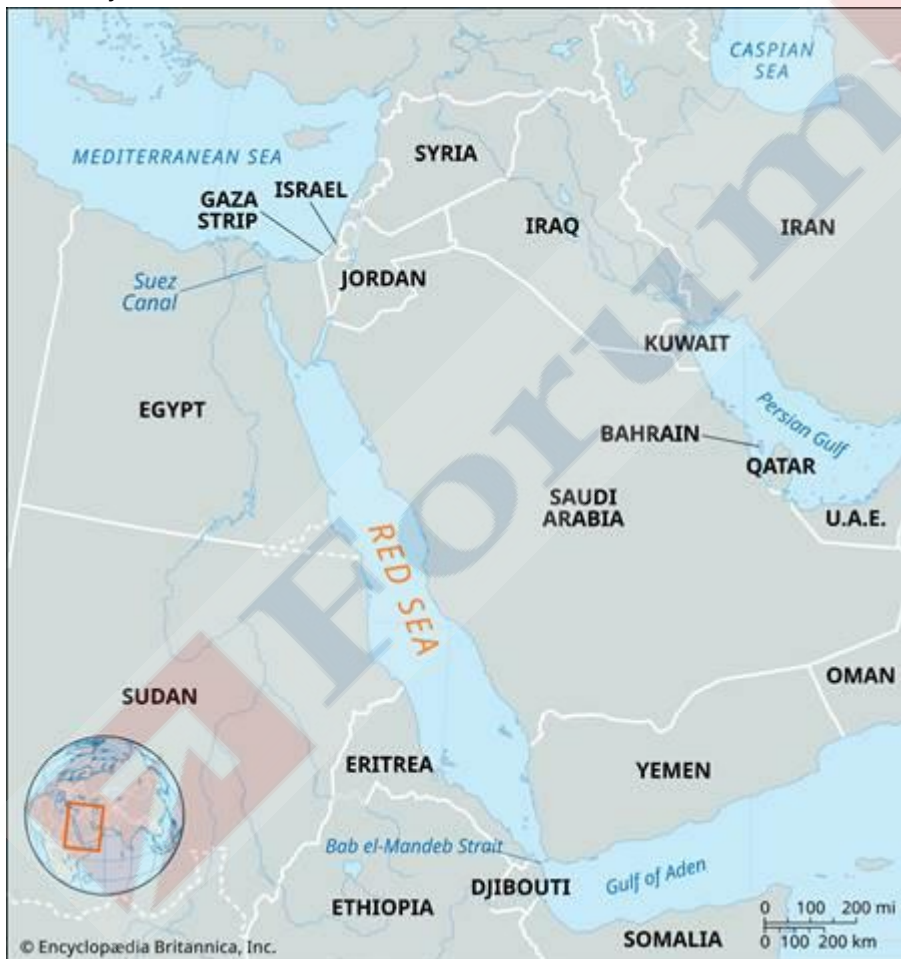 CASPIAN
SEA
MEDITERRANEAN SEA
SYRIA
ISRAEL
GAZA
STRIP
IRAQ
IRAN
Suez
Canal
JORDAN
KUWAIT
EGYPT
Persian Gulf
BAHRAIN
QATAR
SAUDI
ARABIA
U.A.E.
RED SEA
OMAN
SUDAN
ERITREA
YEMEN
Bab el-Mandeb Strait
DJIBOUTI
Gulf of Aden
ETHIOPIA
0 100 200 mi
0 100 200 km
SOMALIA
© Encyclopædia Britannica, Inc.
Forum